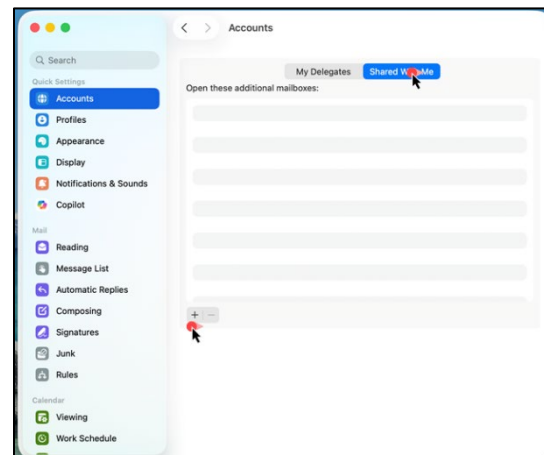 Accounts
Search
Quick Settings
Accounts
Profiles
Appearance
Display
Notifications & Sounds
Copilot
Mail
Reading
Message List
Automatic Replies
Composing
Signatures
Junk
Rules
Calendar
Viewing
Work Schedule
My Delegates
Shared With Me
Open these additional mailboxes:
+ −